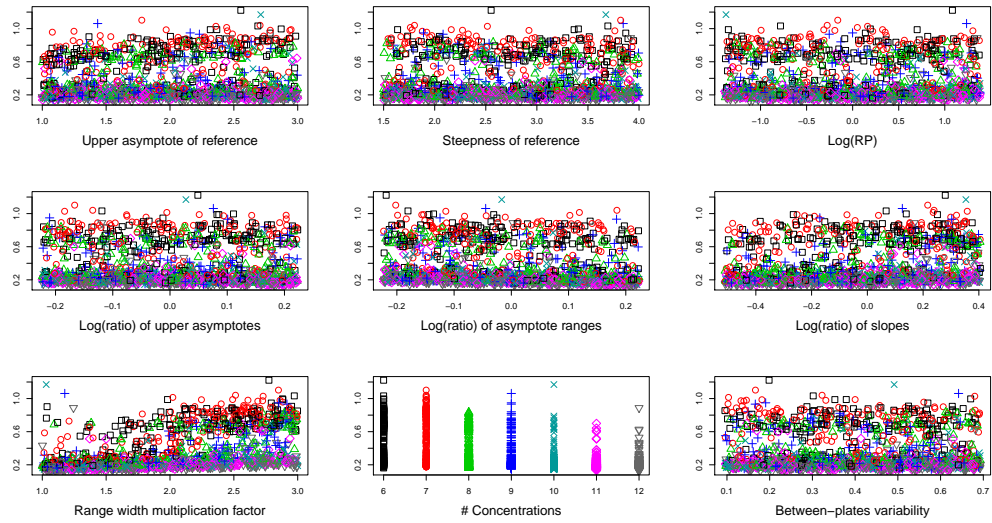 0.2 0.6 1.0
1.0 1.5 2.0 2.5 3.0
Upper asymptote of reference
0.2 0.6 1.0
1.5 2.0 2.5 3.0 3.5 4.0
Steepness of reference
0.2 0.6 1.0
−1.0 −0.5 0.0 0.5 1.0
Log(RP)
0.2 0.6 1.0
−0.2 −0.1 0.0 0.1 0.2
Log(ratio) of upper asymptotes
0.2 0.6 1.0
−0.2 −0.1 0.0 0.1 0.2
Log(ratio) of asymptote ranges
0.2 0.6 1.0
−0.4 −0.2 0.0 0.2 0.4
Log(ratio) of slopes
0.2 0.6 1.0
1.0 1.5 2.0 2.5 3.0
Range width multiplication factor
0.2 0.6 1.0
6 7 8 9 10 11 12
# Concentrations
0.2 0.6 1.0
0.1 0.2 0.3 0.4 0.5 0.6 0.7
Between−plates variability